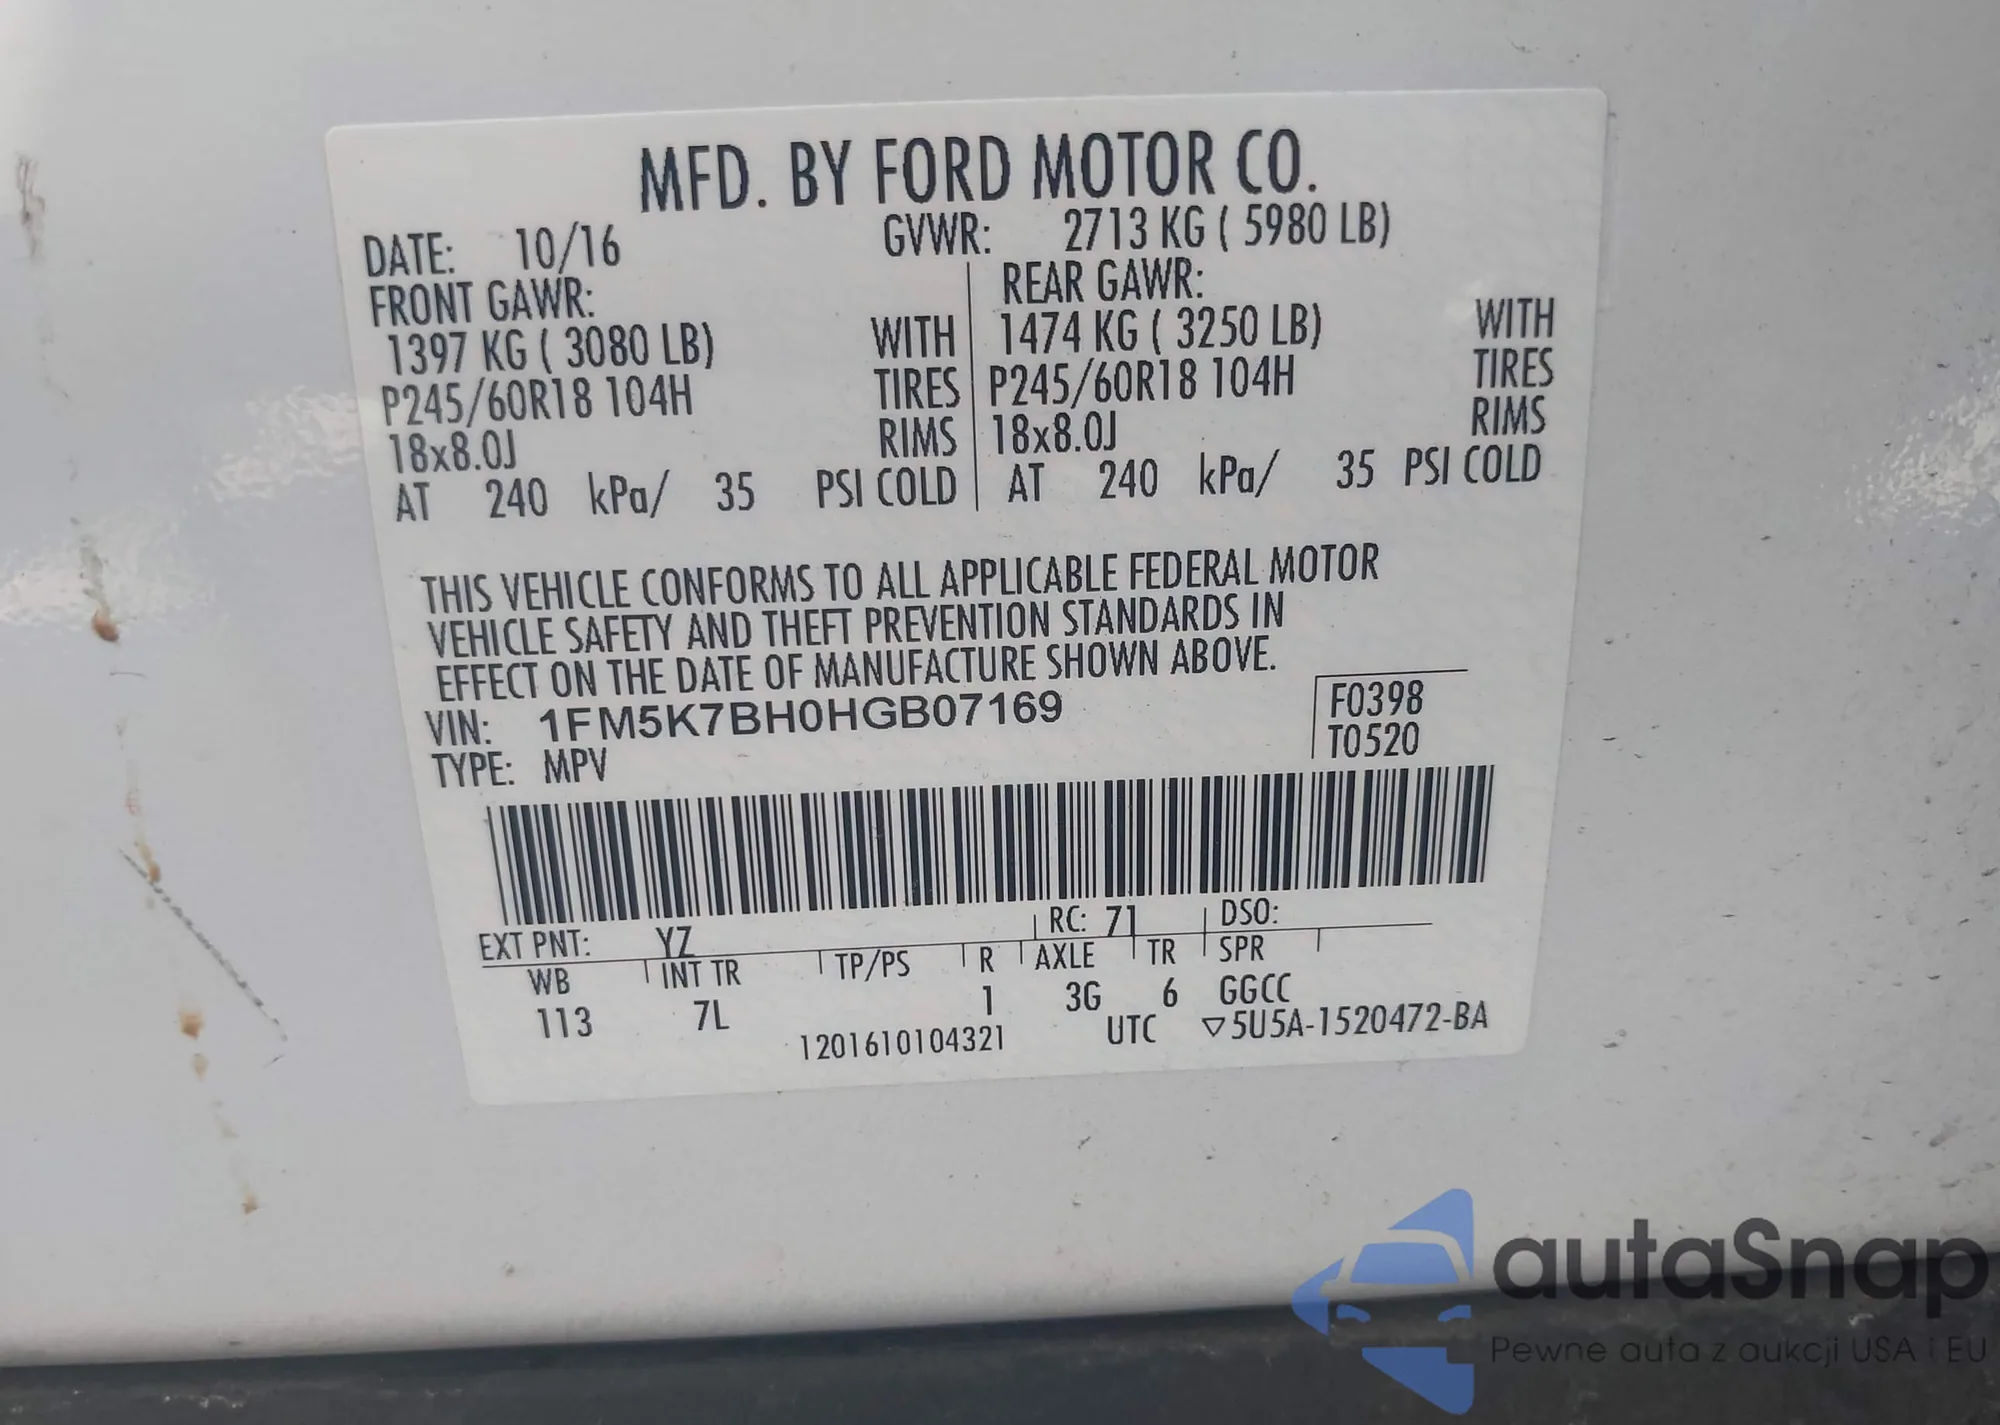 MFD. BY FORD MOTOR CO.
DATE: 10/16 GVWR: 2713 KG ( 5980 LB)
FRONT GAWR: REAR GAWR:
1397 KG ( 3080 LB) WITH 1474 KG ( 3250 LB) WITH
P245/60R18 104H TIRES P245/60R18 104H TIRES
18x8.0J RIMS 18x8.0J RIMS
AT 240 kPa/ 35 PSI COLD AT 240 kPa/ 35 PSI COLD
THIS VEHICLE CONFORMS TO ALL APPLICABLE FEDERAL MOTOR
VEHICLE SAFETY AND THEFT PREVENTION STANDARDS IN
EFFECT ON THE DATE OF MANUFACTURE SHOWN ABOVE.
VIN: 1FM5K7BH0HGB07169 F0398
TYPE: MPV T0520
EXT PNT: YZ RC: 71 DSO:
WB INT TR TP/PS R AXLE TR SPR
113 7L 1 3G 6 GGCC
1201610104321 UTC ▽5U5A-1520472-BA
autaSnap
Pewne auta z aukcji USA i EU